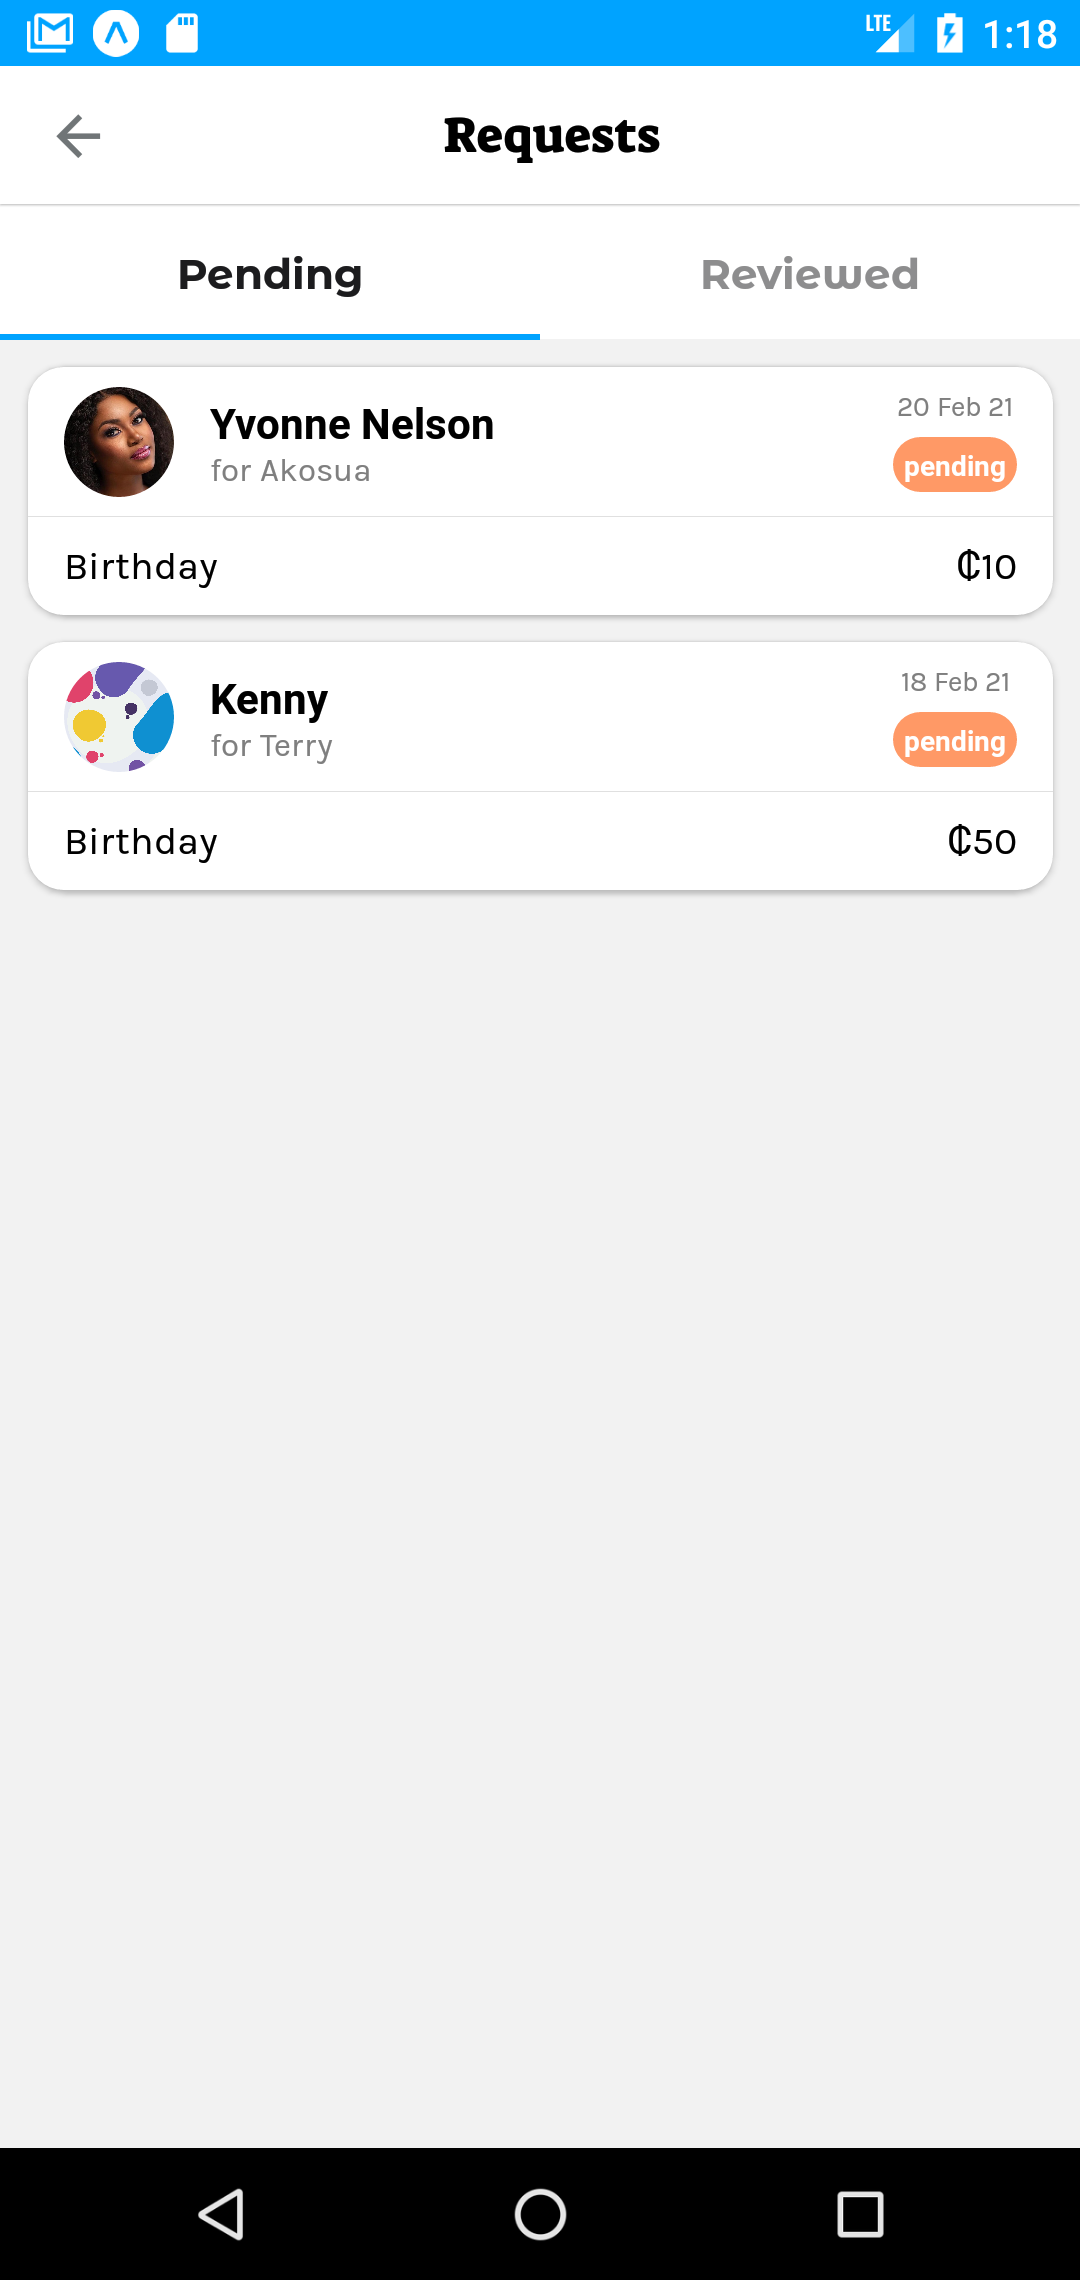 LTE 1:18
Requests
Pending Reviewed
Yvonne Nelson
for Akosua
20 Feb 21
pending
Birthday ₵10
Kenny
for Terry
18 Feb 21
pending
Birthday ₵50